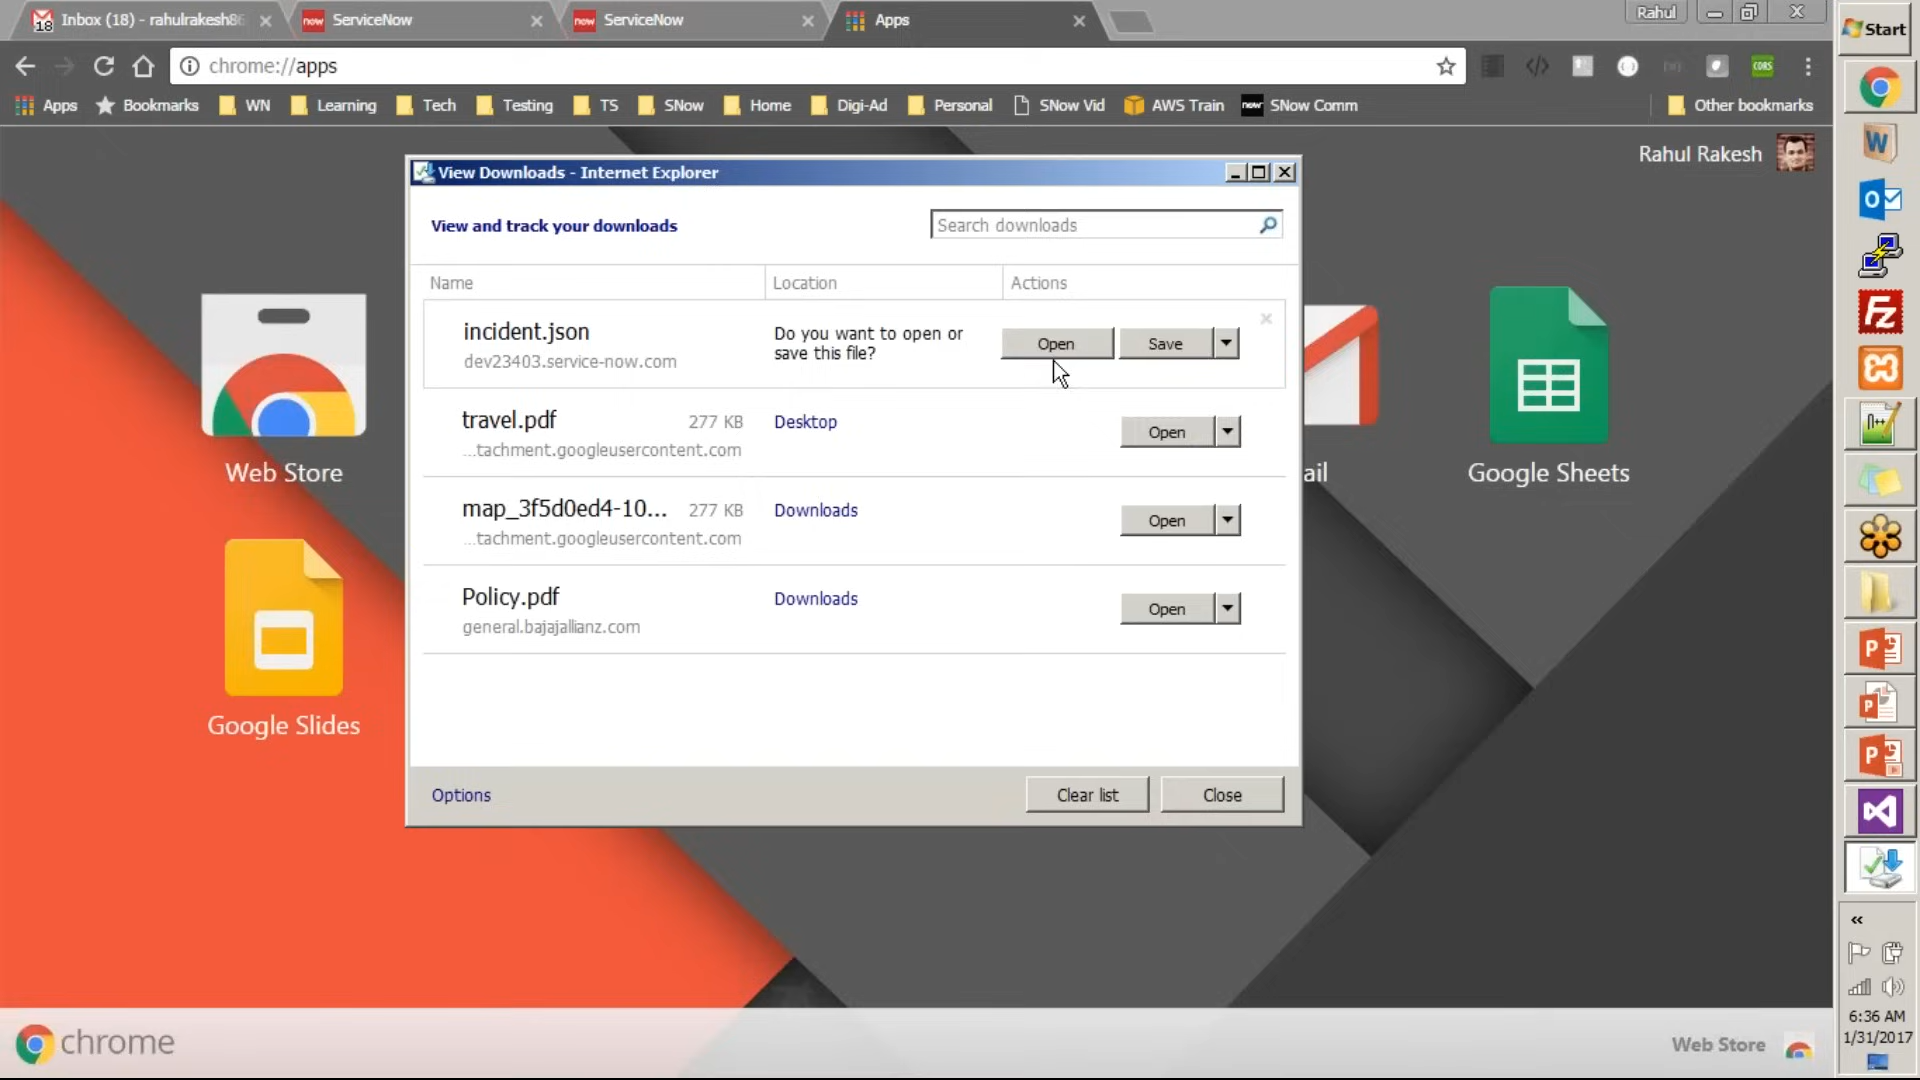 Inbox (18) - rahulrakesh86
ServiceNow
ServiceNow
Apps
Rahul
Start
chrome://apps
Apps
Bookmarks
WN
Learning
Tech
Testing
TS
SNow
Home
Digi-Ad
Personal
SNow Vid
AWS Train
SNow Comm
Other bookmarks
Rahul Rakesh
View Downloads - Internet Explorer
View and track your downloads
Search downloads
Name
Location
Actions
incident.json
dev23403.service-now.com
Do you want to open or
save this file?
Open
Save
travel.pdf
277 KB
...tachment.googleusercontent.com
Desktop
Open
map_3f5d0ed4-10...
277 KB
...tachment.googleusercontent.com
Downloads
Open
Policy.pdf
general.bajajallianz.com
Downloads
Open
Options
Clear list
Close
Web Store
ail
Google Sheets
Google Slides
chrome
Web Store
6:36 AM
1/31/2017